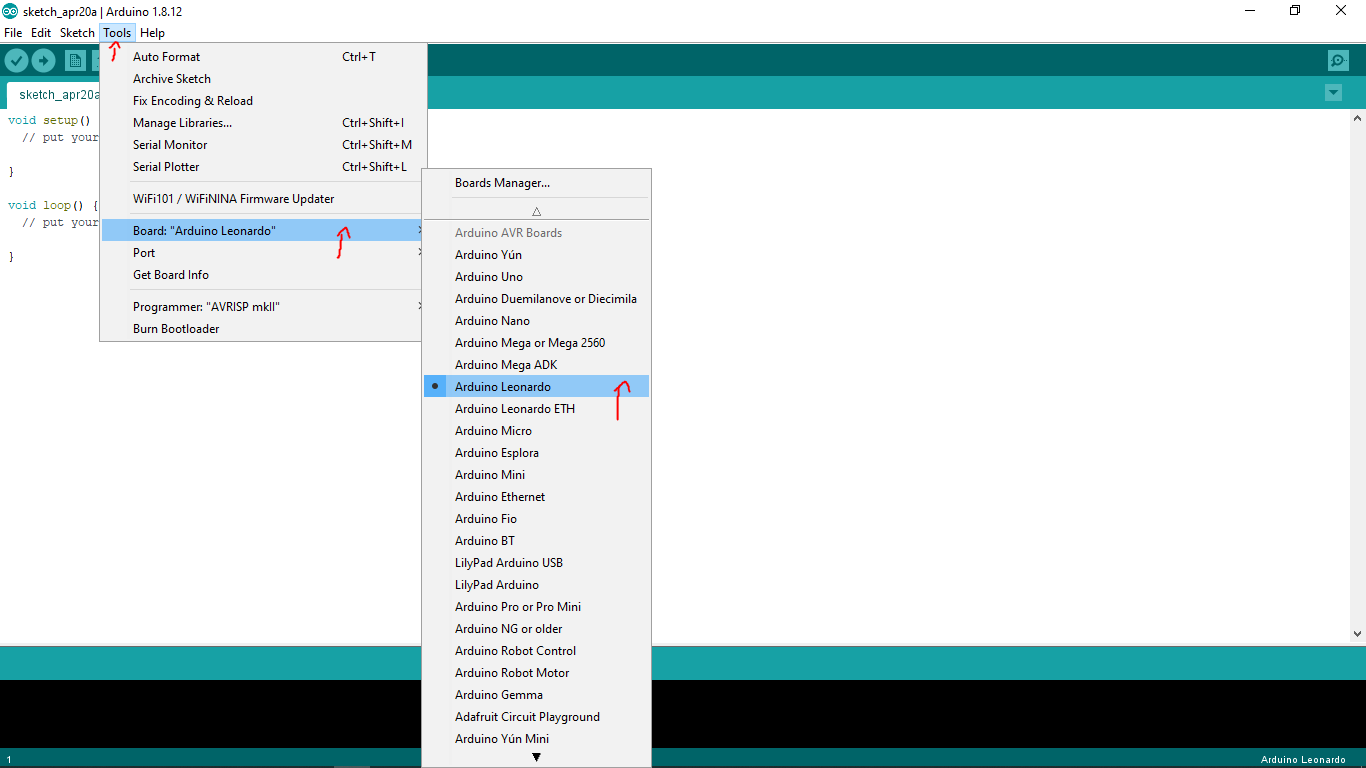 sketch_apr20a | Arduino 1.8.12
File Edit Sketch Tools Help
sketch_apr20a
void setup()
// put your
}
void loop() {
// put your
}
Auto Format Ctrl+T
Archive Sketch
Fix Encoding & Reload
Manage Libraries... Ctrl+Shift+I
Serial Monitor Ctrl+Shift+M
Serial Plotter Ctrl+Shift+L
WiFi101 / WiFiNINA Firmware Updater
Board: "Arduino Leonardo"
Port
Get Board Info
Programmer: "AVRISP mkII"
Burn Bootloader
Boards Manager...
Arduino AVR Boards
Arduino Yún
Arduino Uno
Arduino Duemilanove or Diecimila
Arduino Nano
Arduino Mega or Mega 2560
Arduino Mega ADK
Arduino Leonardo
Arduino Leonardo ETH
Arduino Micro
Arduino Esplora
Arduino Mini
Arduino Ethernet
Arduino Fio
Arduino BT
LilyPad Arduino USB
LilyPad Arduino
Arduino Pro or Pro Mini
Arduino NG or older
Arduino Robot Control
Arduino Robot Motor
Arduino Gemma
Adafruit Circuit Playground
Arduino Yún Mini
1
Arduino Leonardo